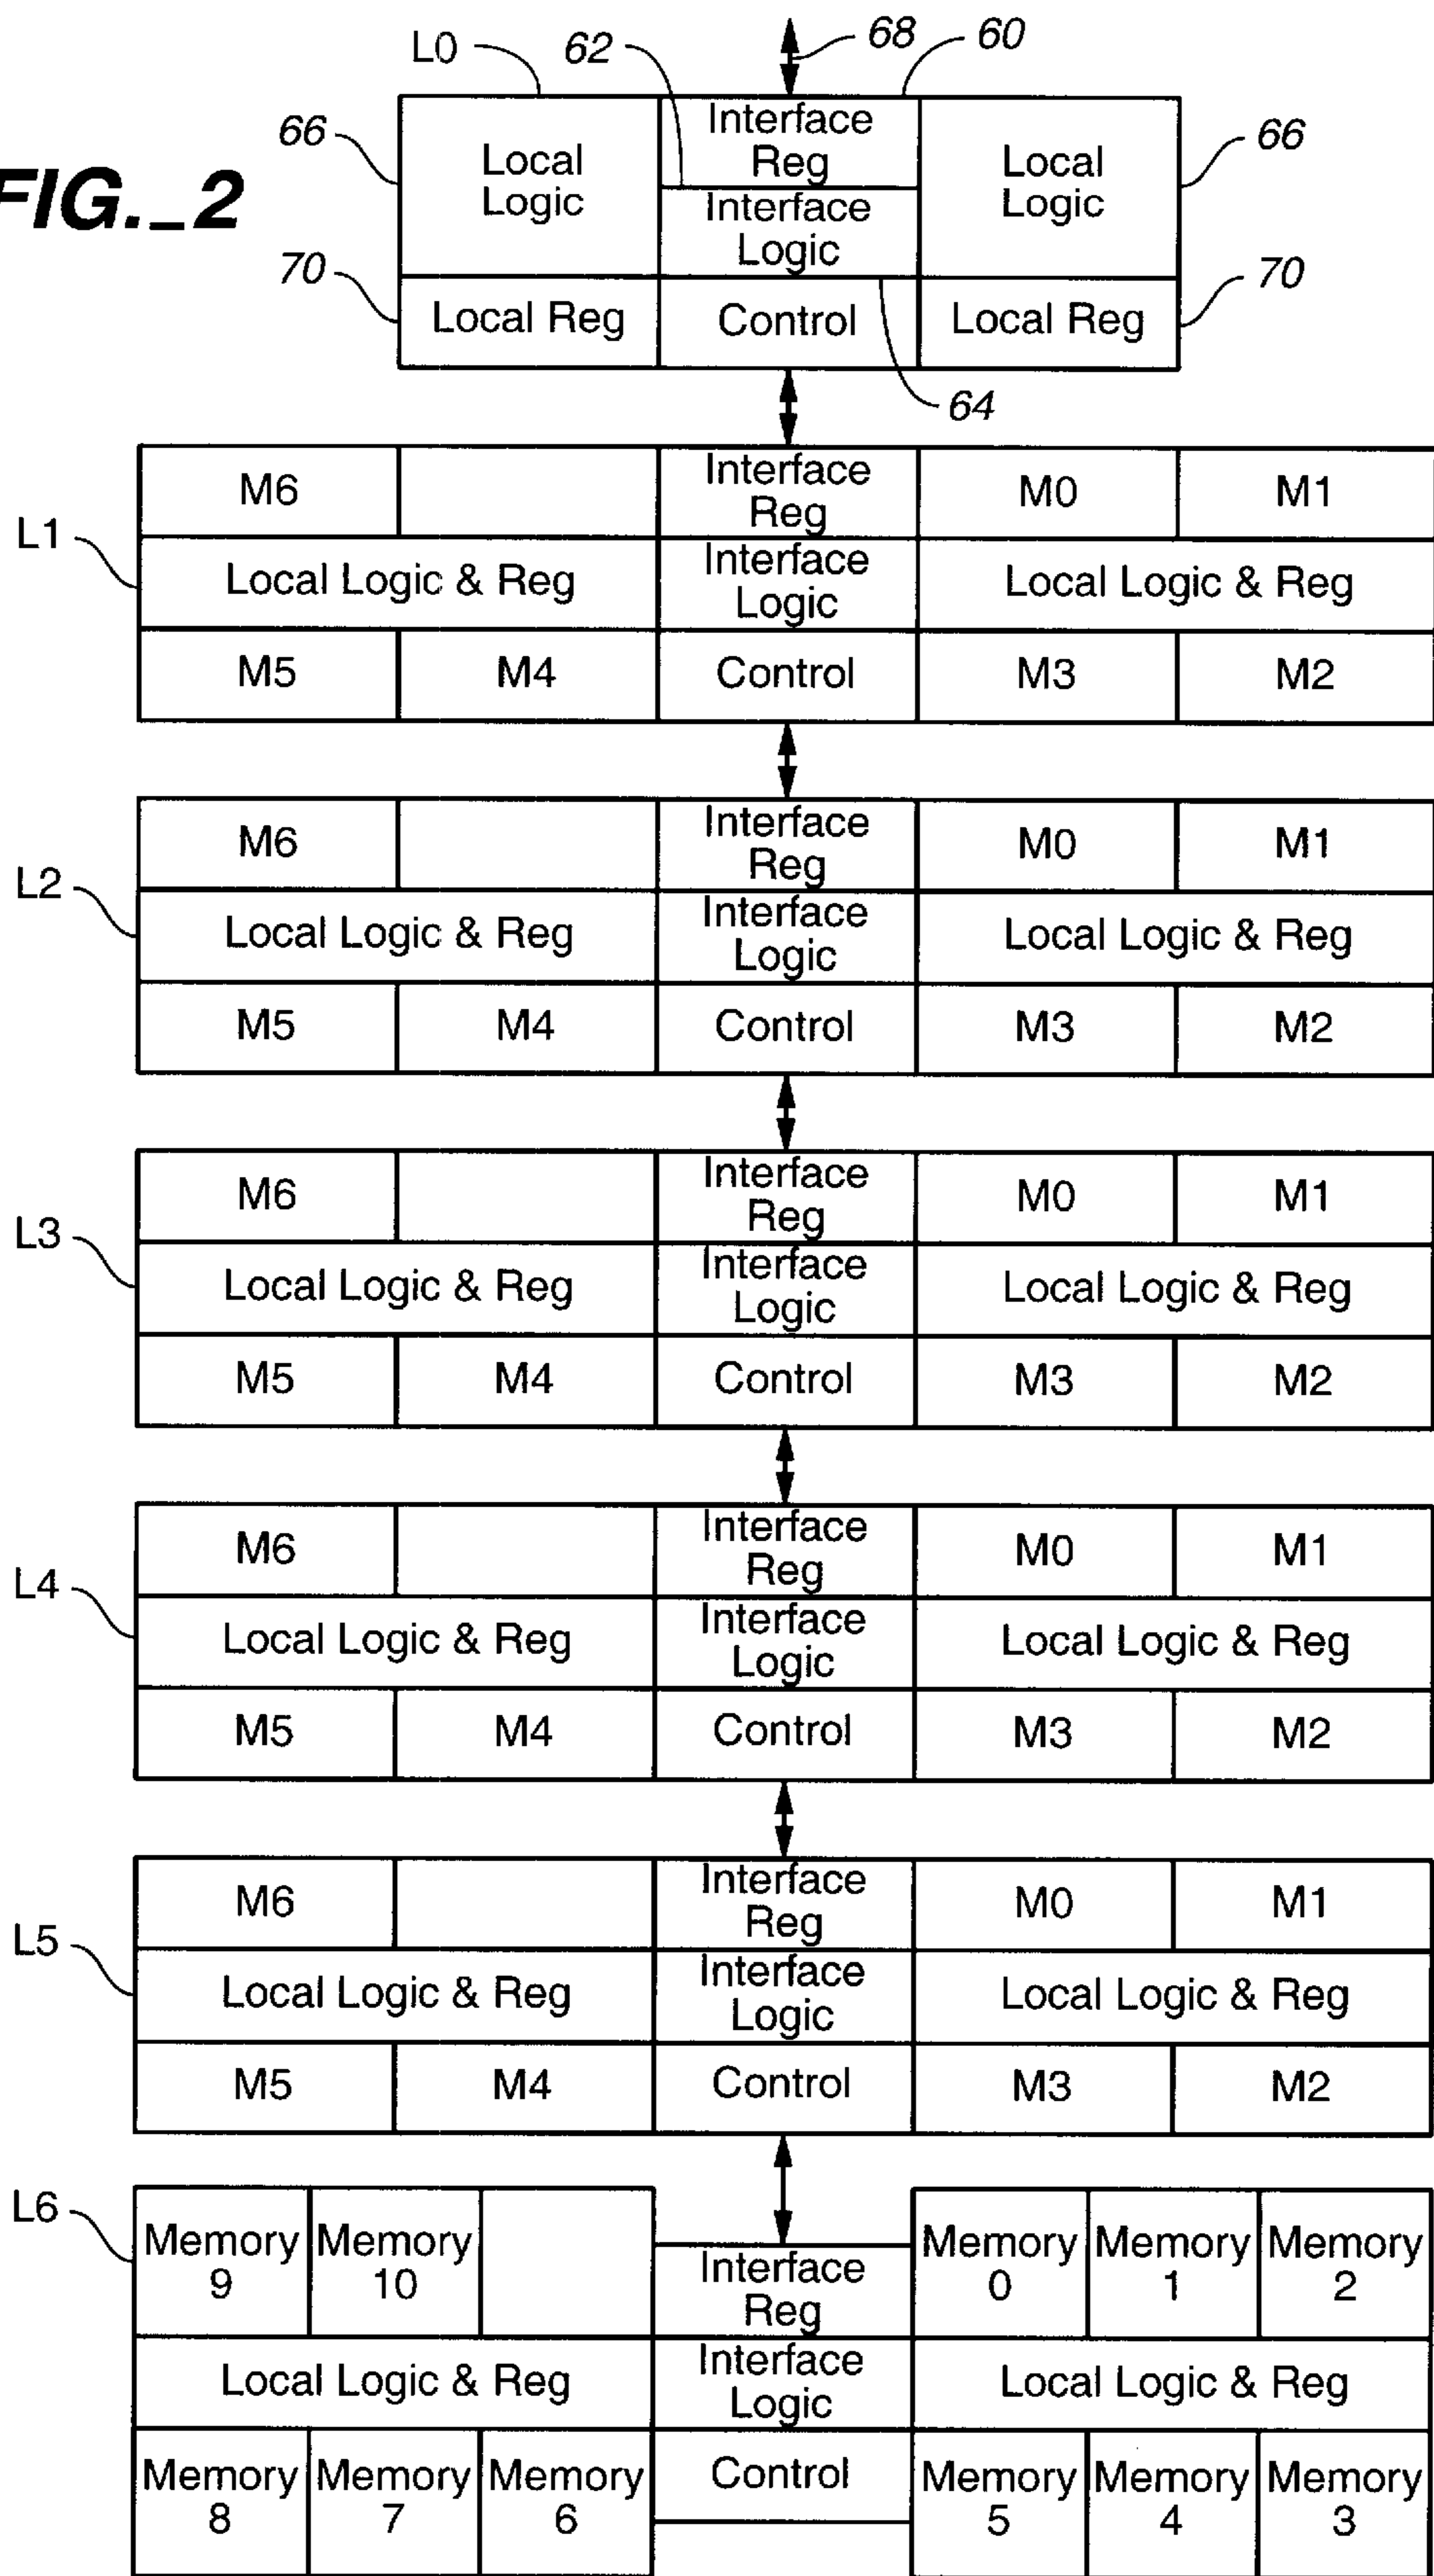 L0 62 68 60
66 Local Logic Interface Reg Local Logic 66
FIG._2
Interface Logic
70 Local Reg Control Local Reg 70
64
M6 Interface Reg M0 M1
L1
Local Logic & Reg Interface Logic Local Logic & Reg
M5 M4 Control M3 M2
M6 Interface Reg M0 M1
L2
Local Logic & Reg Interface Logic Local Logic & Reg
M5 M4 Control M3 M2
M6 Interface Reg M0 M1
L3
Local Logic & Reg Interface Logic Local Logic & Reg
M5 M4 Control M3 M2
M6 Interface Reg M0 M1
L4
Local Logic & Reg Interface Logic Local Logic & Reg
M5 M4 Control M3 M2
M6 Interface Reg M0 M1
L5
Local Logic & Reg Interface Logic Local Logic & Reg
M5 M4 Control M3 M2
L6
Memory 9 Memory 10 Interface Reg Memory 0 Memory 1 Memory 2
Local Logic & Reg Interface Logic Local Logic & Reg
Memory 8 Memory 7 Memory 6 Control Memory 5 Memory 4 Memory 3